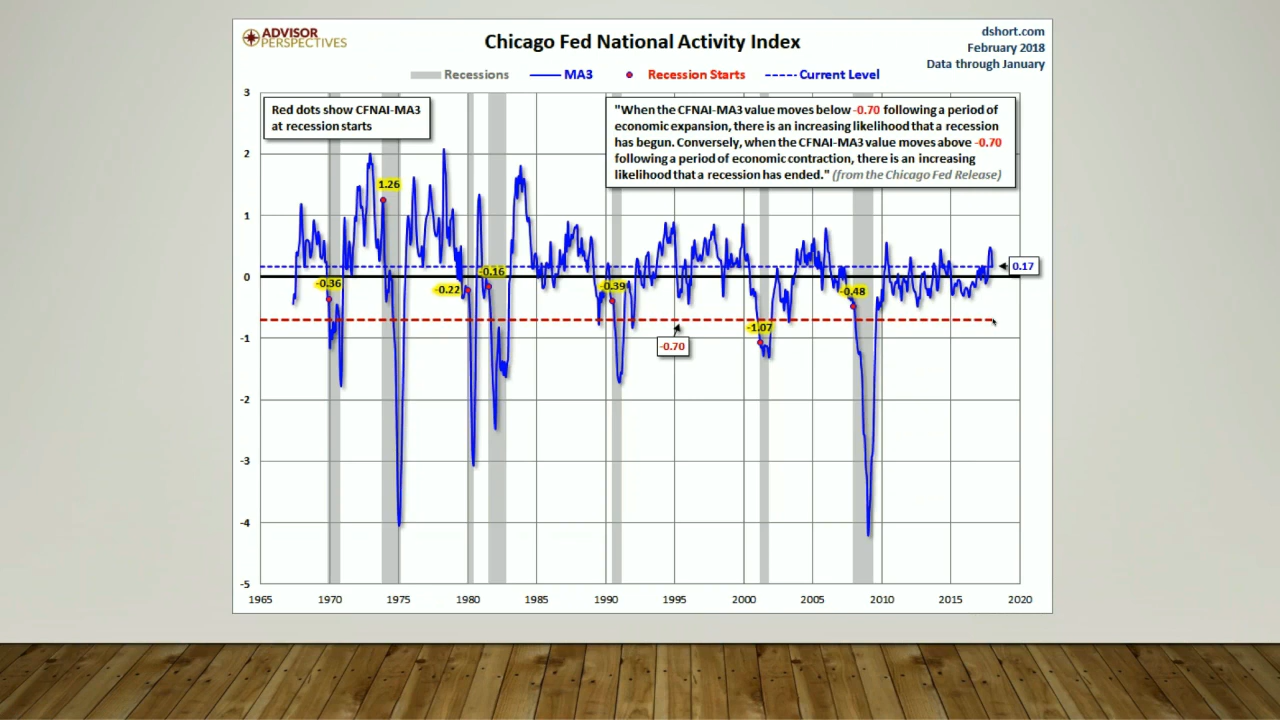 ADVISOR
PERSPECTIVES
Chicago Fed National Activity Index
dshort.com
February 2018
Data through January
Recessions
MA3
Recession Starts
Current Level
Red dots show CFNAI-MA3
at recession starts
"When the CFNAI-MA3 value moves below -0.70 following a period of
economic expansion, there is an increasing likelihood that a recession
has begun. Conversely, when the CFNAI-MA3 value moves above -0.70
following a period of economic contraction, there is an increasing
likelihood that a recession has ended." (from the Chicago Fed Release)
3
2
1
0
-1
-2
-3
-4
-5
-0.36
1.26
-0.22
-0.16
-0.39
-1.07
-0.48
0.17
-0.70
1965 1970 1975 1980 1985 1990 1995 2000 2005 2010 2015 2020